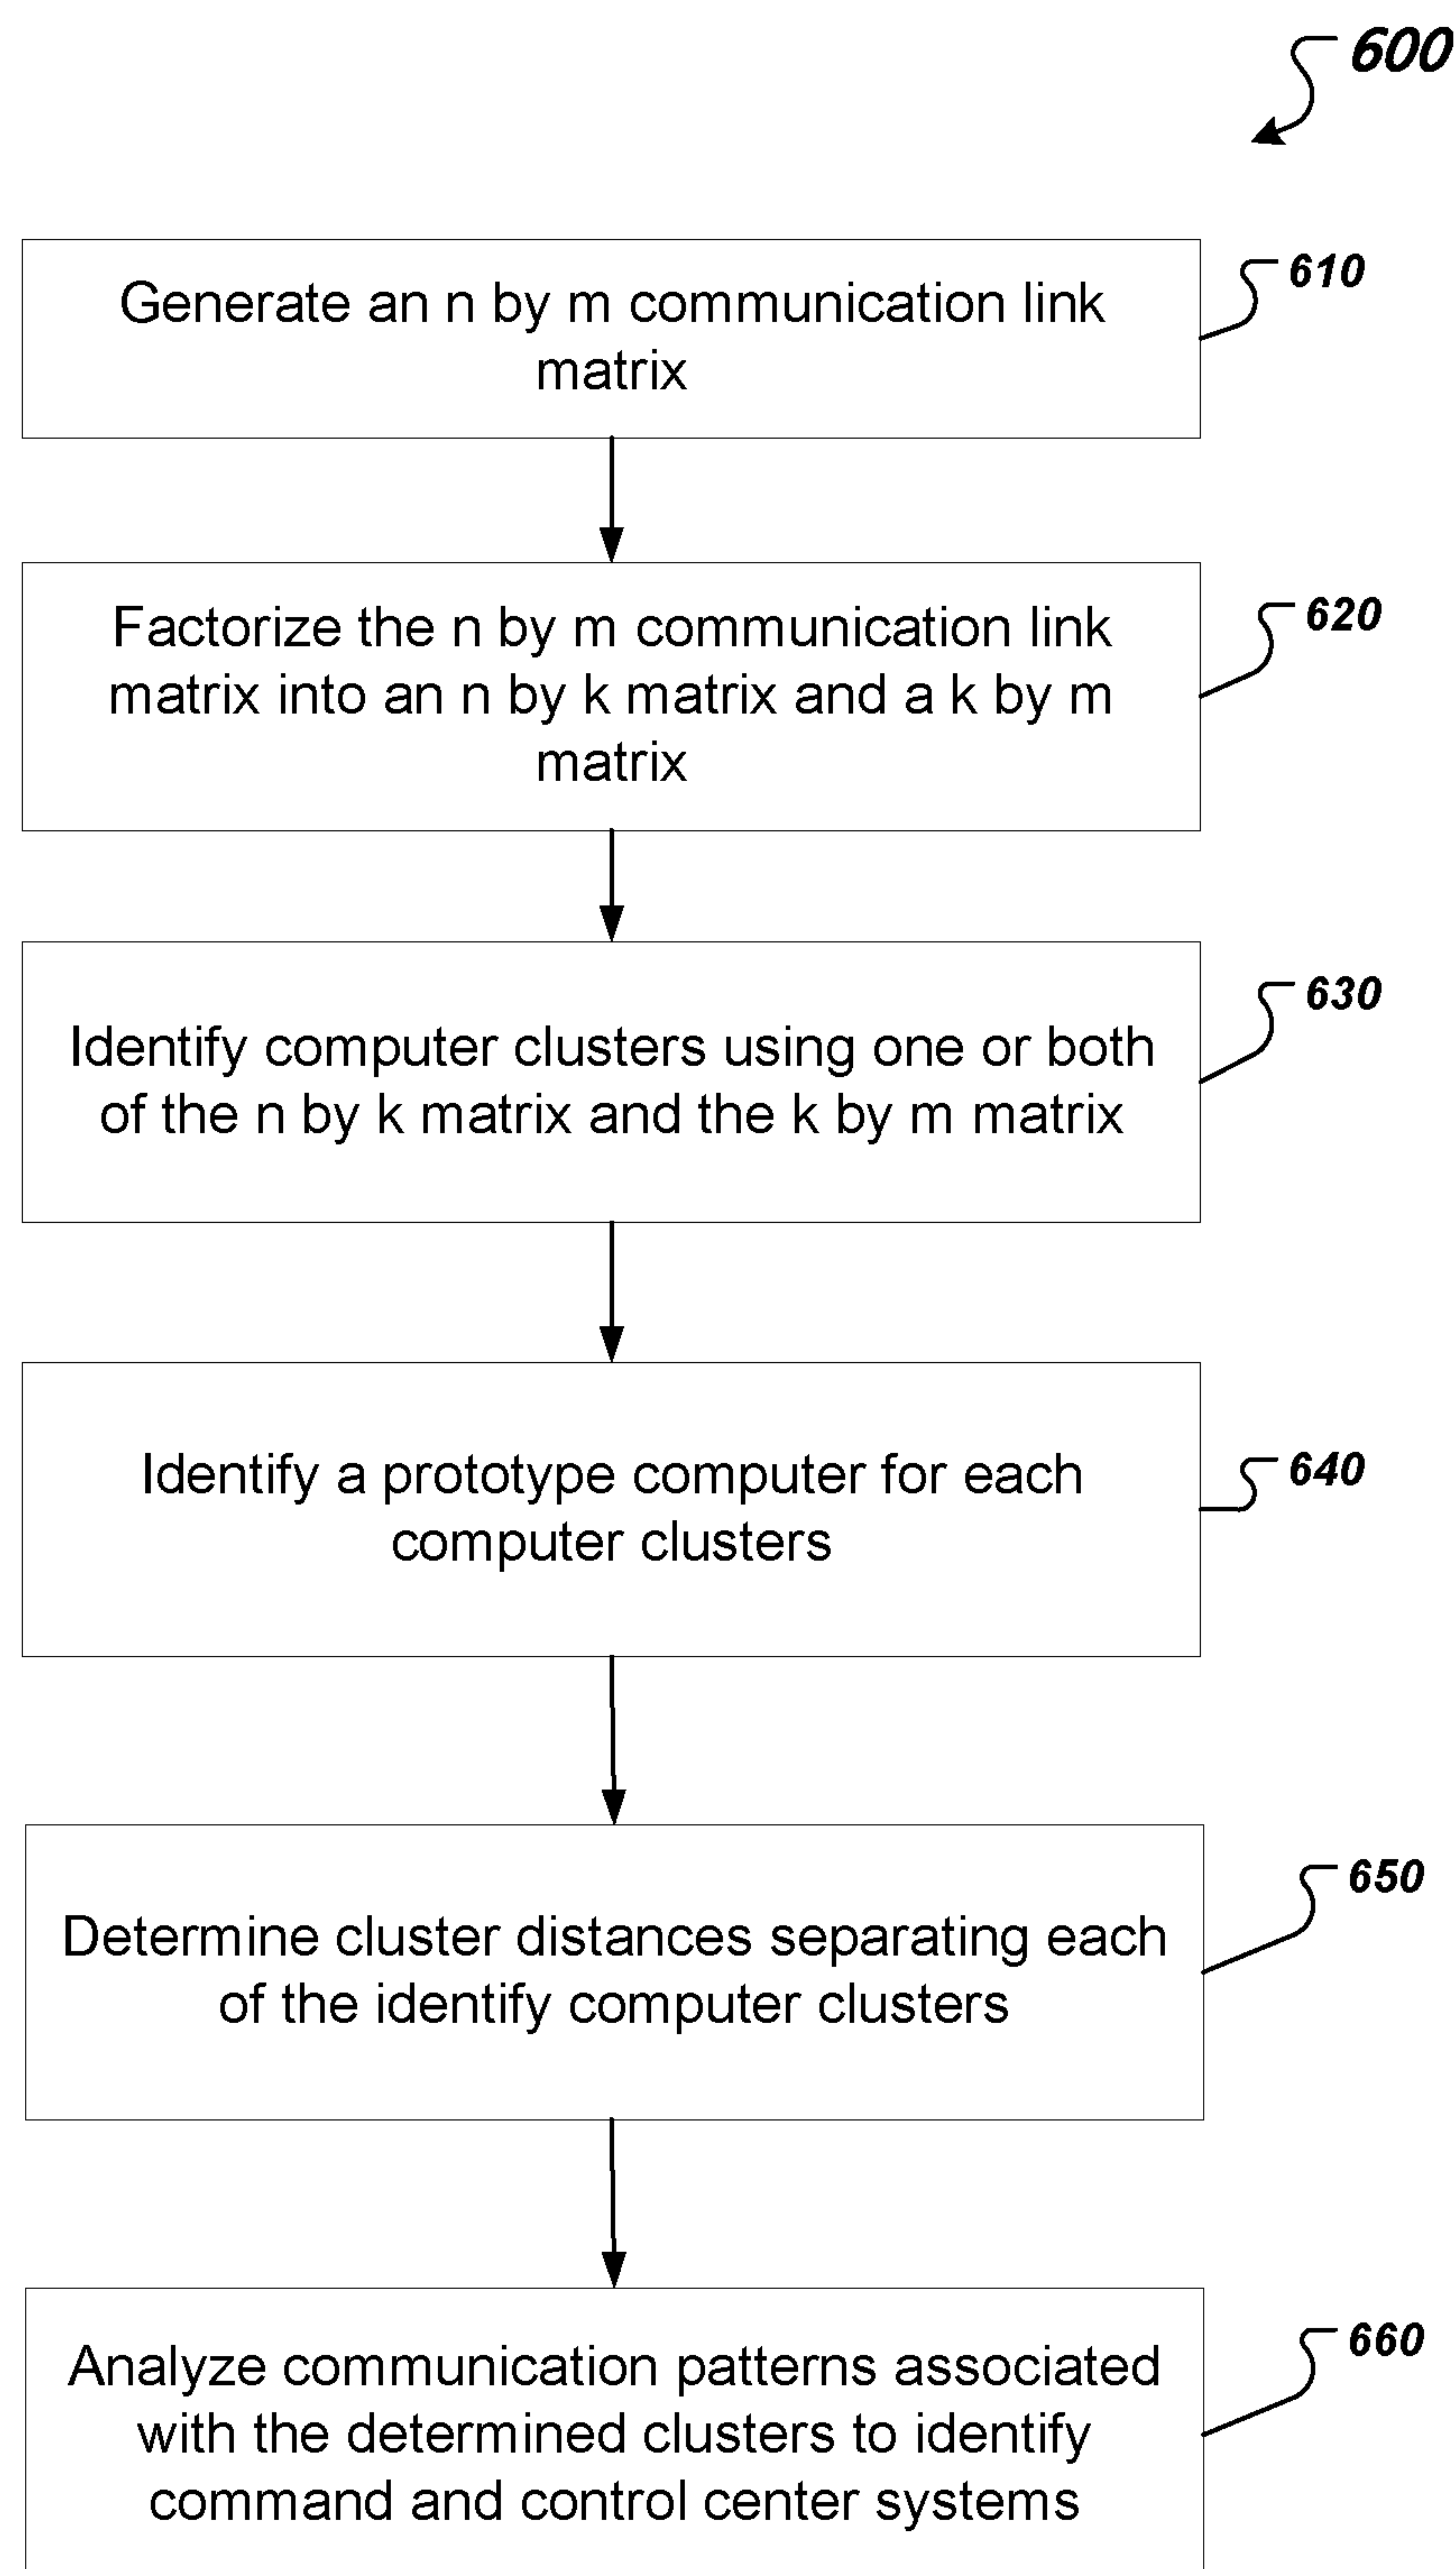 600
Generate an n by m communication link
matrix
610
Factorize the n by m communication link
matrix into an n by k matrix and a k by m
matrix
620
Identify computer clusters using one or both
of the n by k matrix and the k by m matrix
630
Identify a prototype computer for each
computer clusters
640
Determine cluster distances separating each
of the identify computer clusters
650
Analyze communication patterns associated
with the determined clusters to identify
command and control center systems
660